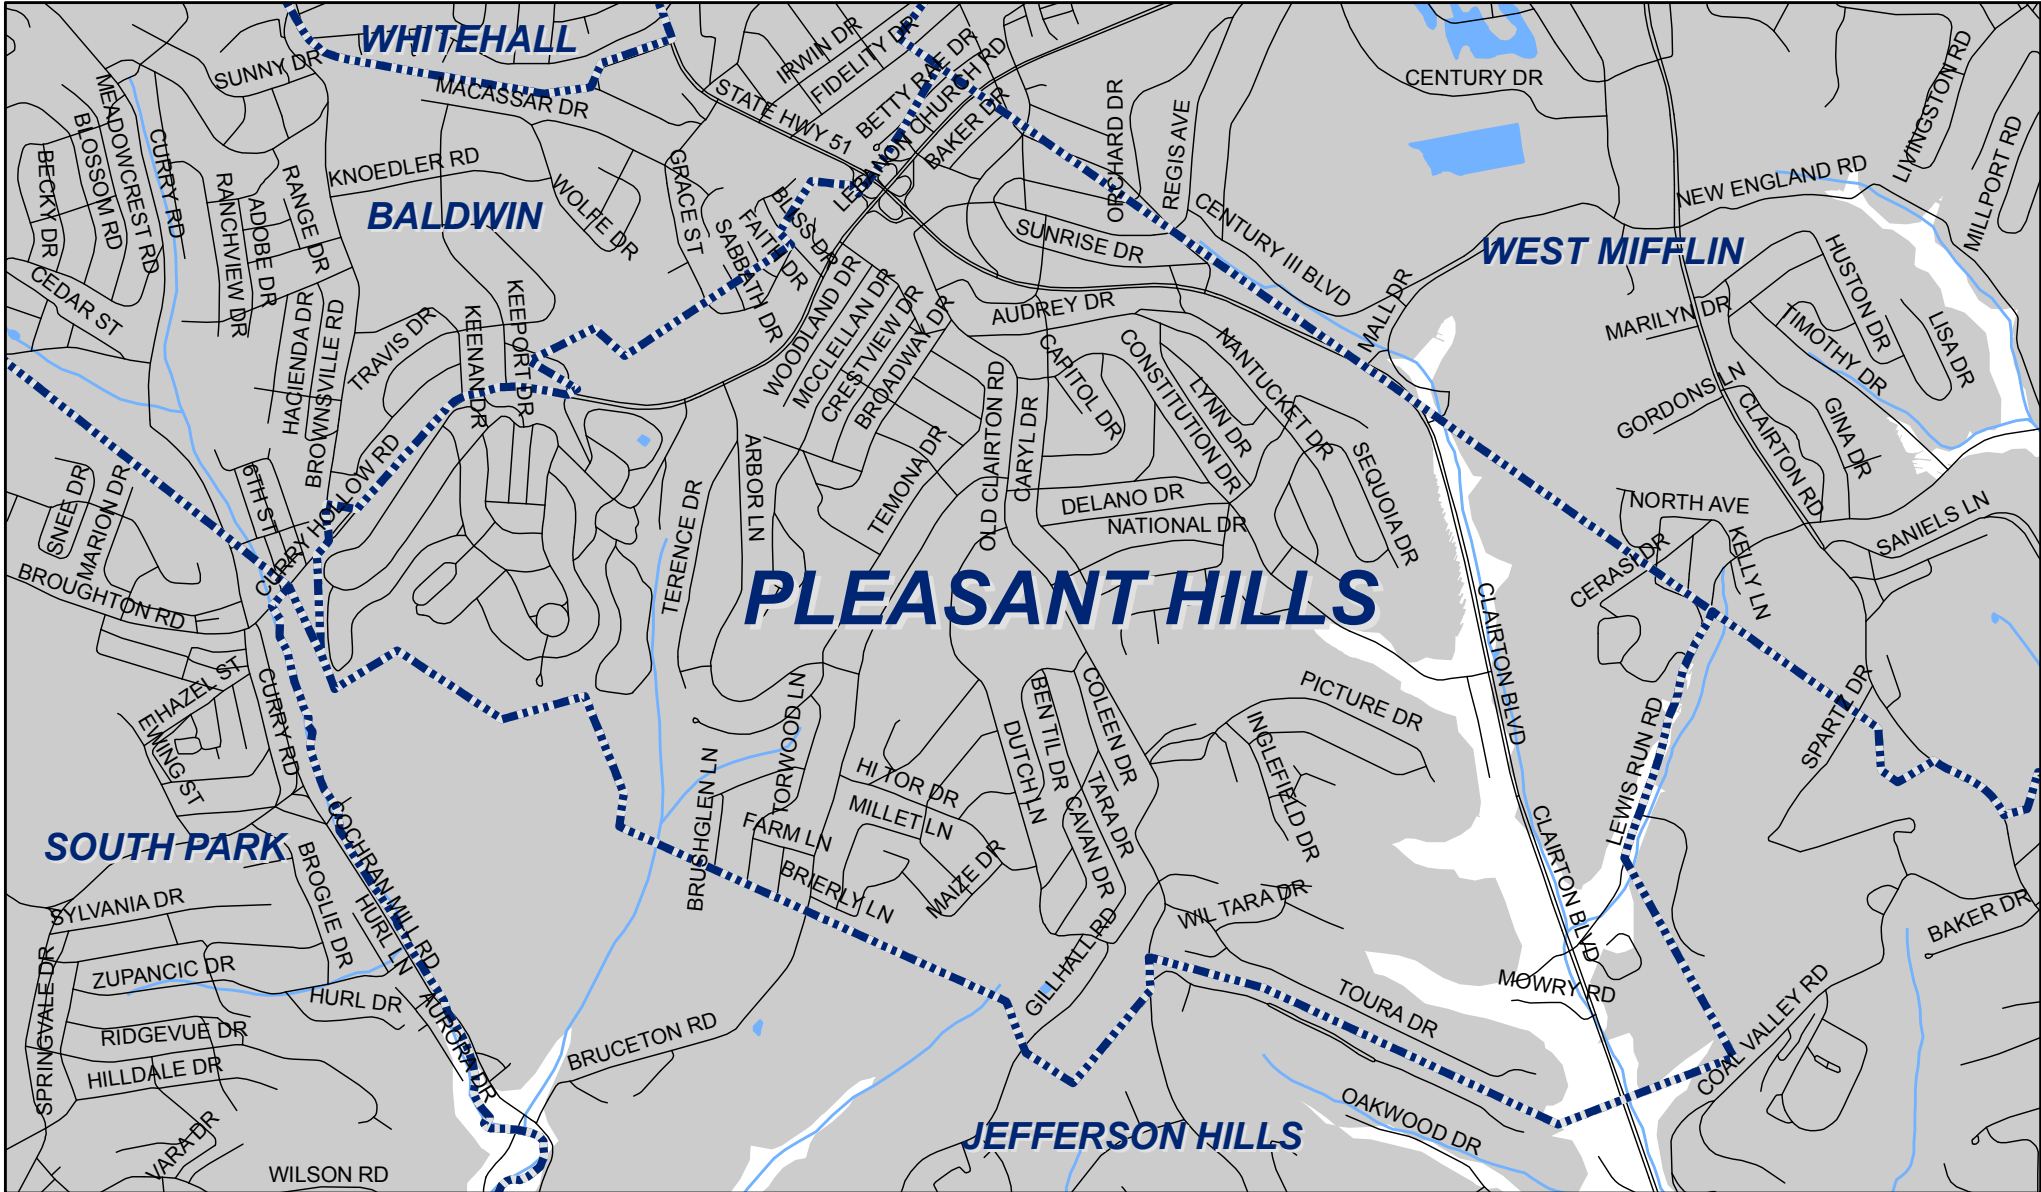 WHITEHALL
IRWIN DR
FIDELITY DR
BETTY RAE DR
LEBANON CHURCH RD
BAKER DR
SUNNY DR
MACASSAR DR
STATE HWY 51
CENTURY DR
LIVINGSTON RD
MILLPORT RD
MEADOWCREST RD
BLOSSOM RD
BECKY DR
CURRY RD
RANCHVIEW DR
ADOBE DR
RANGE DR
KNOEDLER RD
BALDWIN
WOLFE DR
GRACE ST
SABBATH DR
FAITH DR
BLISS DR
ORCHARD DR
REGIS AVE
NEW ENGLAND RD
SUNRISE DR
CENTURY III BLVD
WEST MIFFLIN
MALL DR
CEDAR ST
HACIENDA DR
BROWNSVILLE RD
TRAVIS DR
KEENAN DR
KEEPORT DR
WOODLAND DR
MCCLELLAN DR
CRESTVIEW DR
BROADWAY DR
AUDREY DR
CAPITOL DR
CONSTITUTION DR
LYNN DR
NANTUCKET DR
SEQUOIA DR
MARILYN DR
HUSTON DR
TIMOTHY DR
LISA DR
GORDONS LN
CLAIRTON RD
GINA DR
SNEE DR
MARION DR
6TH ST
CURRY HOLLOW RD
ARBOR LN
TERENCE DR
TEMONA DR
OLD CLAIRTON RD
CARYL DR
DELANO DR
NATIONAL DR
NORTH AVE
KELLY LN
CERASI DR
SANIELS LN
BROUGHTON RD
PLEASANT HILLS
CLAIRTON BLVD
E HAZEL ST
EWING ST
CURRY RD
TORWOOD LN
BRUSHGLEN LN
BEN TIL DR
COLEEN DR
DUTCH LN
TARA DR
CAVAN DR
PICTURE DR
INGLEFIELD DR
LEWIS RUN RD
SPARTZ DR
HI TOR DR
MILLET LN
FARM LN
BRIERLY LN
MAIZE DR
SOUTH PARK
COCHRAN MILL RD
BROGLIE DR
HURL LN
SYLVANIA DR
ZUPANCIC DR
SPRINGVALE DR
HURL DR
AURORA DR
RIDGEVUE DR
HILLDALE DR
GILLHALL RD
WIL TARA DR
CLAIRTON BLVD
MOWRY RD
TOURA DR
BAKER DR
COAL VALLEY RD
BRUCETON RD
OAKWOOD DR
JEFFERSON HILLS
VARA DR
WILSON RD